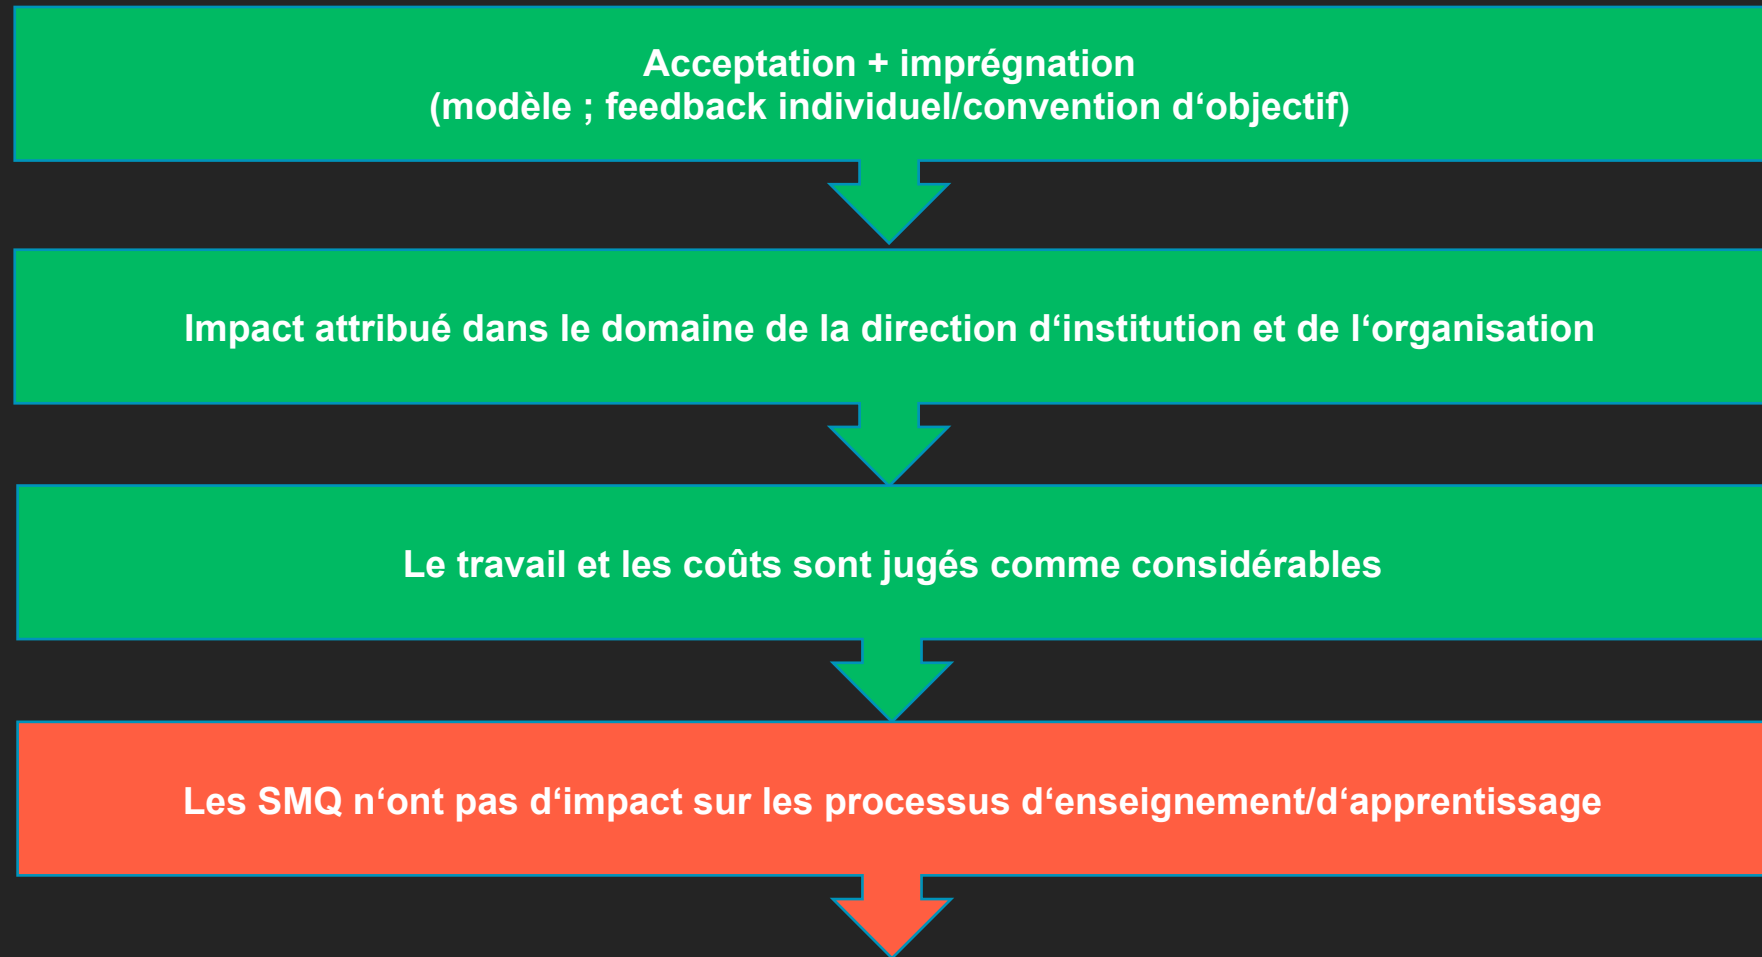 Acceptation + imprégnation
(modèle ; feedback individuel/convention d‘objectif)
Impact attribué dans le domaine de la direction d‘institution et de l‘organisation
Le travail et les coûts sont jugés comme considérables
Les SMQ n‘ont pas d‘impact sur les processus d‘enseignement/d‘apprentissage